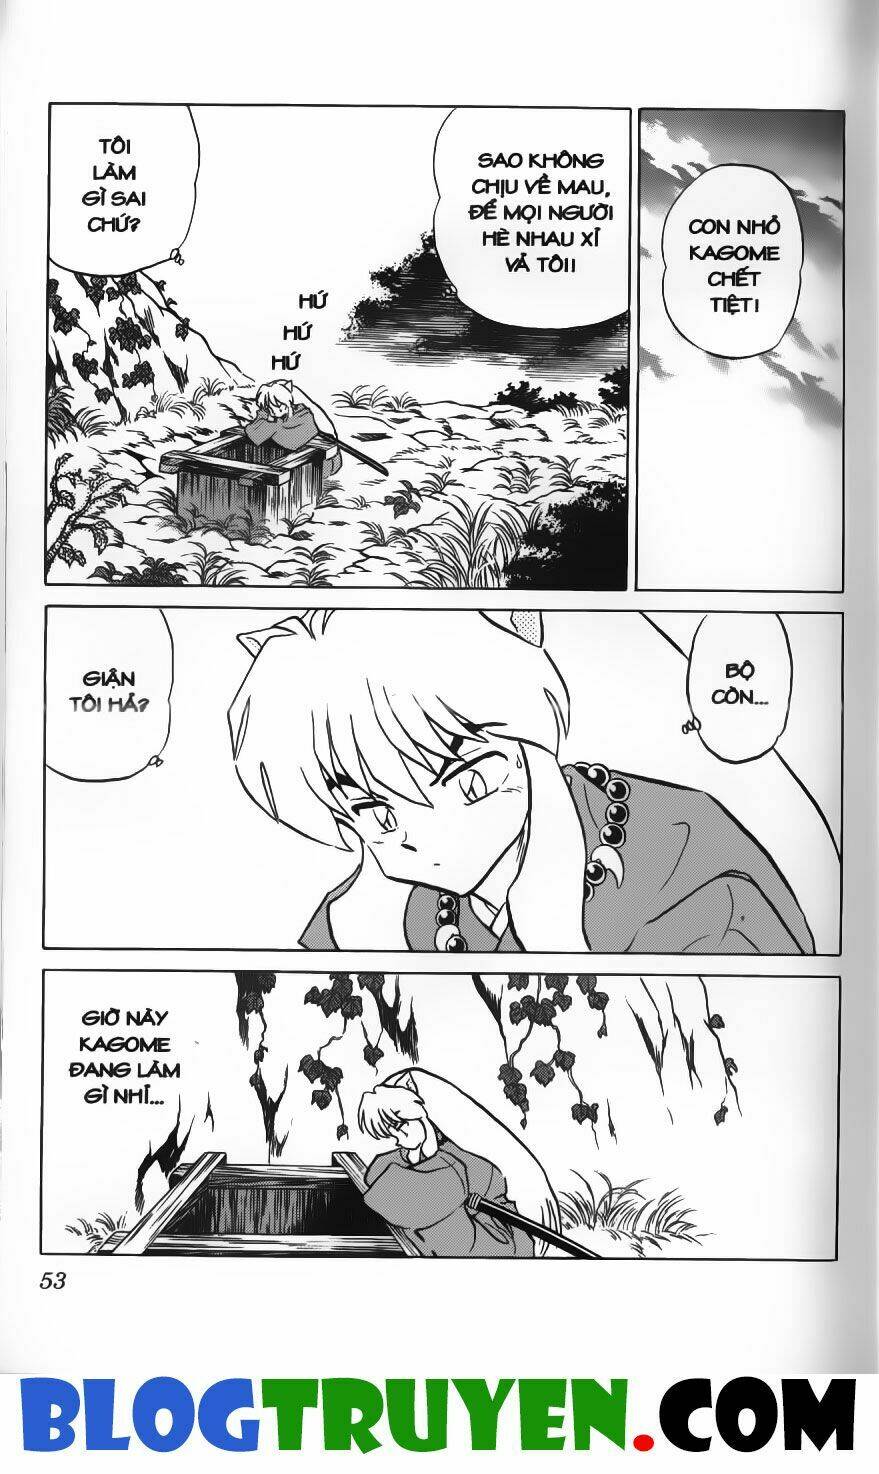 CON NHỎ
KAGOME
CHẾT
TIỆT!
SAO KHÔNG
CHỊU VỀ MAU,
ĐỂ MỌI NGƯỜI
HÈ NHAU XỈ
VẢ TÔI!
TÔI
LÀM
GÌ SAI
CHỨ?
HỨ
HỨ
HỨ
BỘ
CÒN...
GIẬN
TÔI HẢ?
GIỜ NÀY
KAGOME
ĐANG LÀM
GÌ NHỈ...
53
BLOGTRUYEN.COM